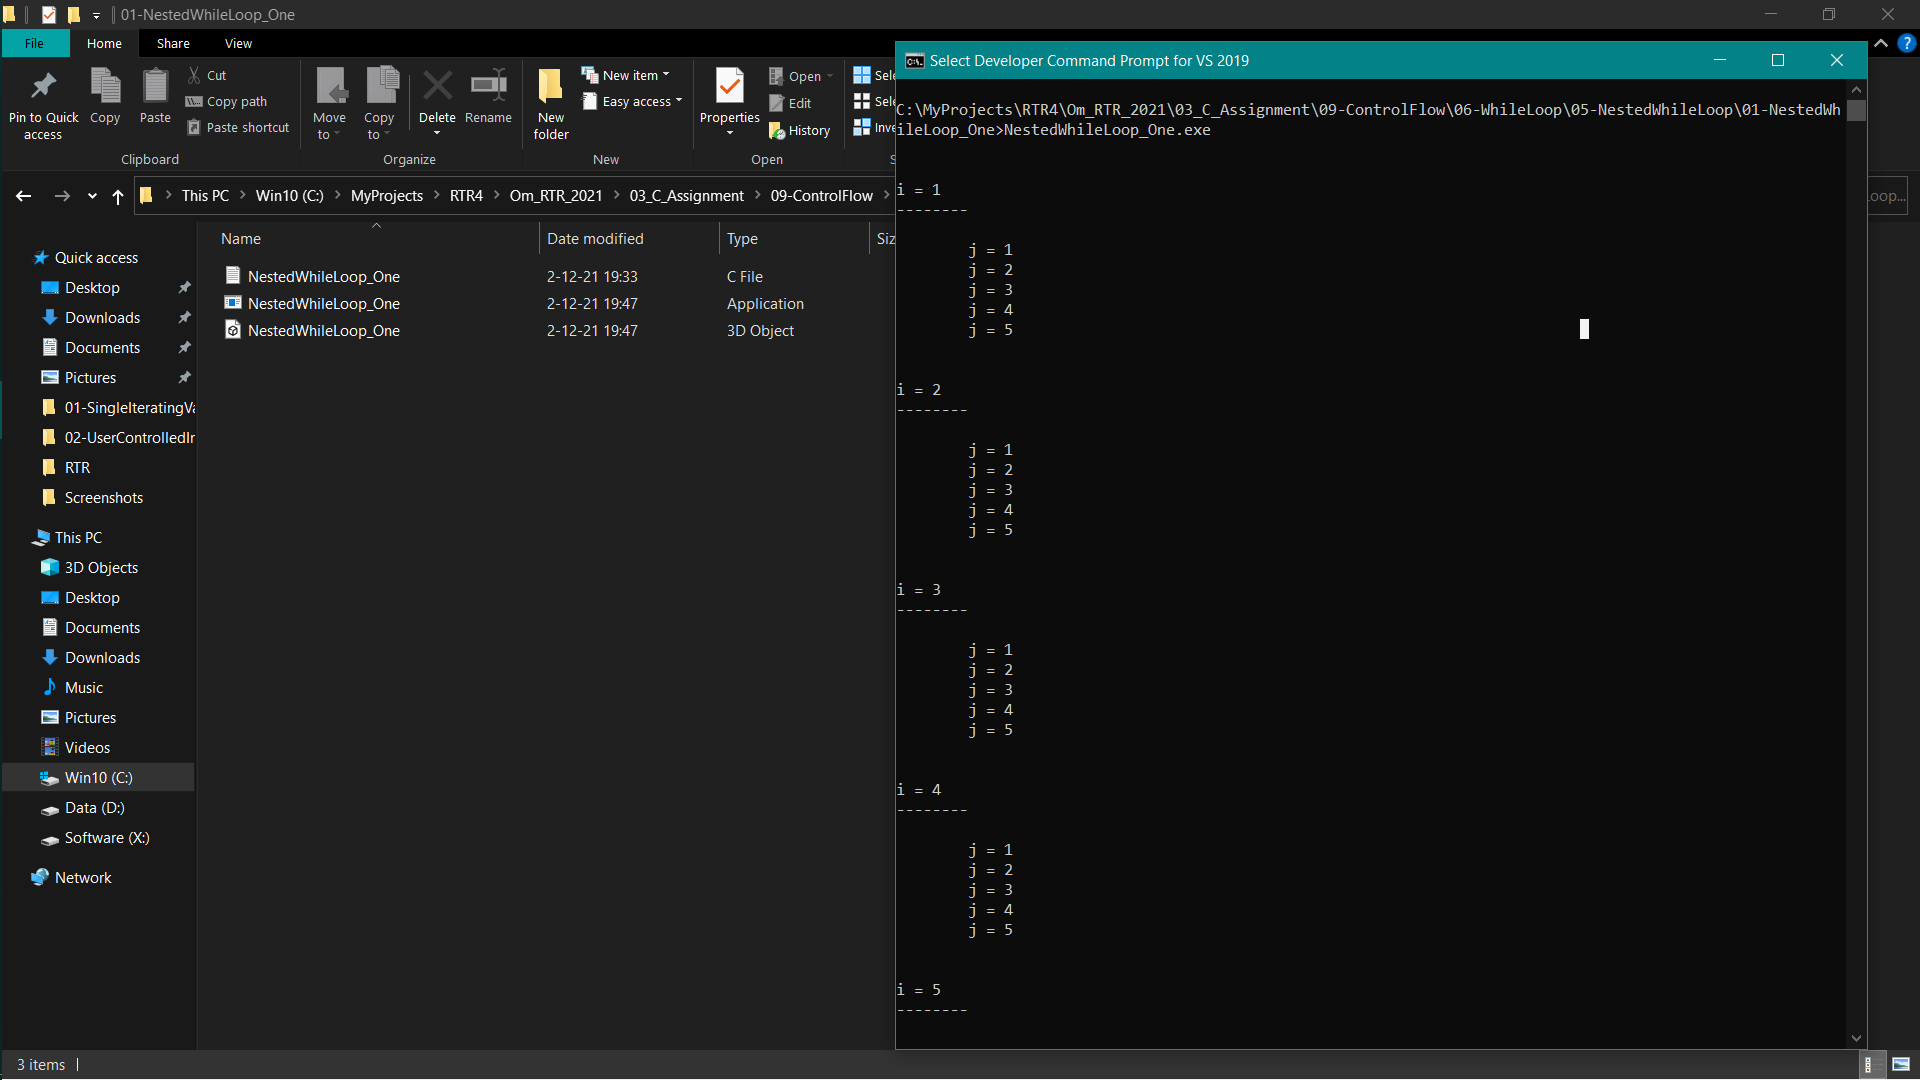 01-NestedWhileLoop_One
File Home Share View
Pin to Quick access
Copy
Paste
Cut
Copy path
Paste shortcut
Clipboard
Move to
Copy to
Delete
Rename
Organize
New folder
New item
Easy access
New
Properties
Open
Edit
History
Open
Sele
Sele
Inve
S
This PC > Win10 (C:) > MyProjects > RTR4 > Om_RTR_2021 > 03_C_Assignment > 09-ControlFlow >
oop...
Name Date modified Type Siz
NestedWhileLoop_One 2-12-21 19:33 C File
NestedWhileLoop_One 2-12-21 19:47 Application
NestedWhileLoop_One 2-12-21 19:47 3D Object
Quick access
Desktop
Downloads
Documents
Pictures
01-SingleIteratingVa
02-UserControlledIn
RTR
Screenshots
This PC
3D Objects
Desktop
Documents
Downloads
Music
Pictures
Videos
Win10 (C:)
Data (D:)
Software (X:)
Network
3 items
Select Developer Command Prompt for VS 2019
C:\MyProjects\RTR4\Om_RTR_2021\03_C_Assignment\09-ControlFlow\06-WhileLoop\05-NestedWhileLoop\01-NestedWh
ileLoop_One>NestedWhileLoop_One.exe
i = 1
--------
j = 1
j = 2
j = 3
j = 4
j = 5
i = 2
--------
j = 1
j = 2
j = 3
j = 4
j = 5
i = 3
--------
j = 1
j = 2
j = 3
j = 4
j = 5
i = 4
--------
j = 1
j = 2
j = 3
j = 4
j = 5
i = 5
--------